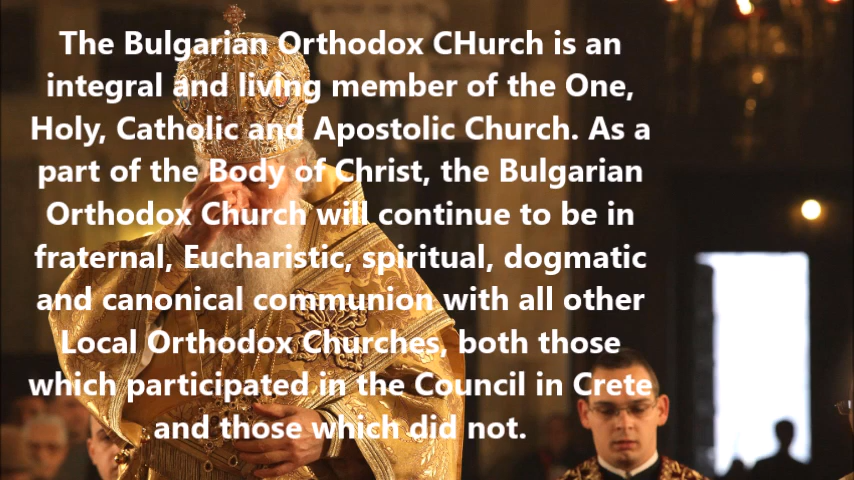 The Bulgarian Orthodox CHurch is an
integral and living member of the One,
Holy, Catholic and Apostolic Church. As a
part of the Body of Christ, the Bulgarian
Orthodox Church will continue to be in
fraternal, Eucharistic, spiritual, dogmatic
and canonical communion with all other
Local Orthodox Churches, both those
which participated in the Council in Crete
and those which did not.